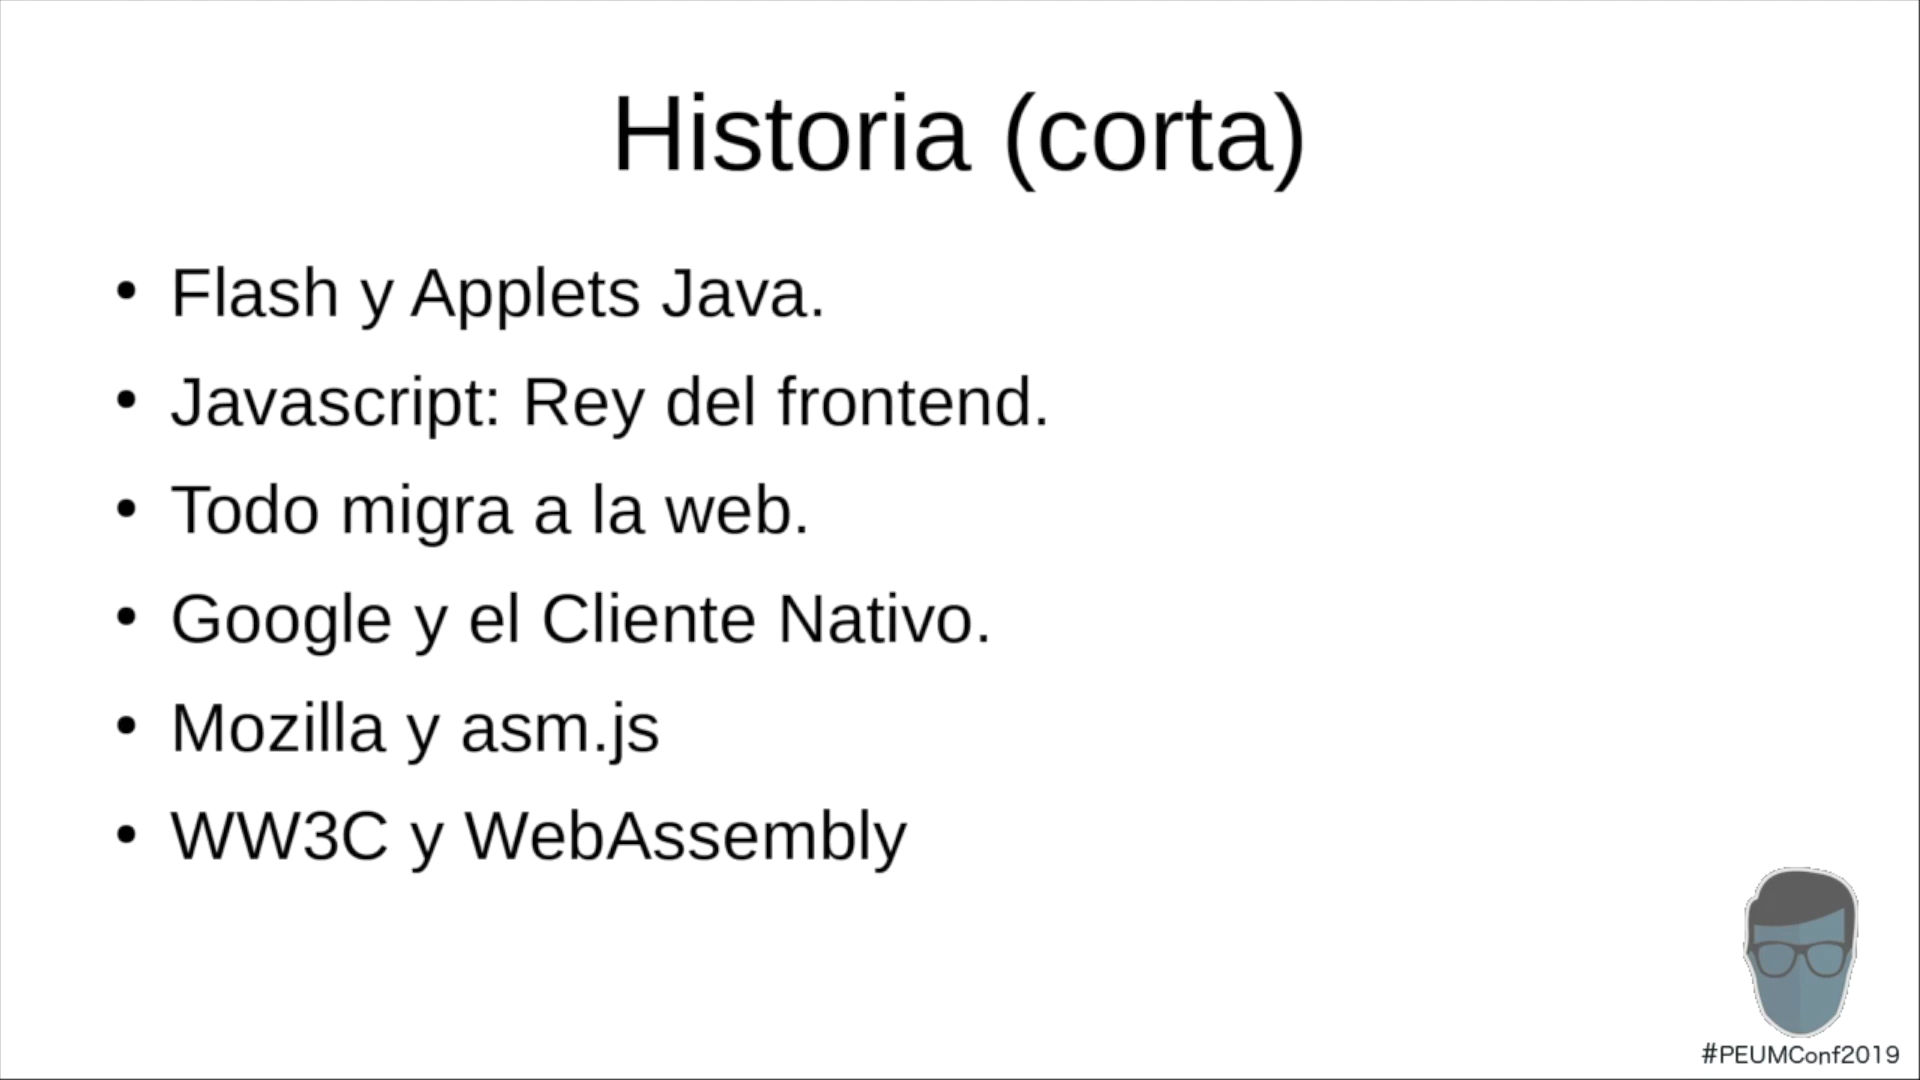 Historia (corta)
• Flash y Applets Java.
• Javascript: Rey del frontend.
• Todo migra a la web.
• Google y el Cliente Nativo.
• Mozilla y asm.js
• WW3C y WebAssembly
#PEUMConf2019